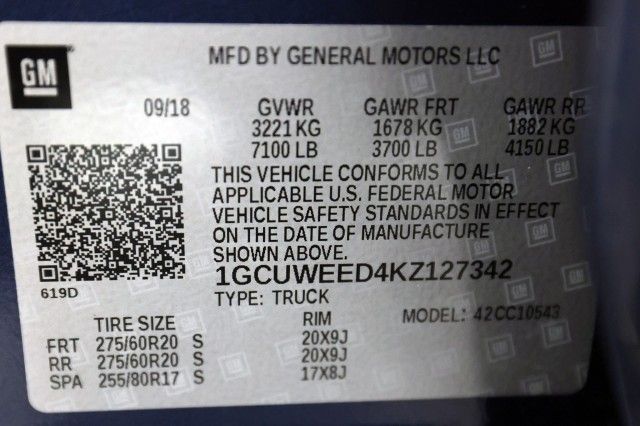 GM
MFD BY GENERAL MOTORS LLC
09/18 GVWR GAWR FRT GAWR RR
3221 KG 1678 KG 1882 KG
7100 LB 3700 LB 4150 LB
THIS VEHICLE CONFORMS TO ALL
APPLICABLE U.S. FEDERAL MOTOR
VEHICLE SAFETY STANDARDS IN EFFECT
ON THE DATE OF MANUFACTURE
SHOWN ABOVE.
1GCUWEED4KZ127342
619D
TYPE: TRUCK
MODEL: 42CC10543
TIRE SIZE RIM
FRT 275/60R20 S 20X9J
RR 275/60R20 S 20X9J
SPA 255/80R17 S 17X8J